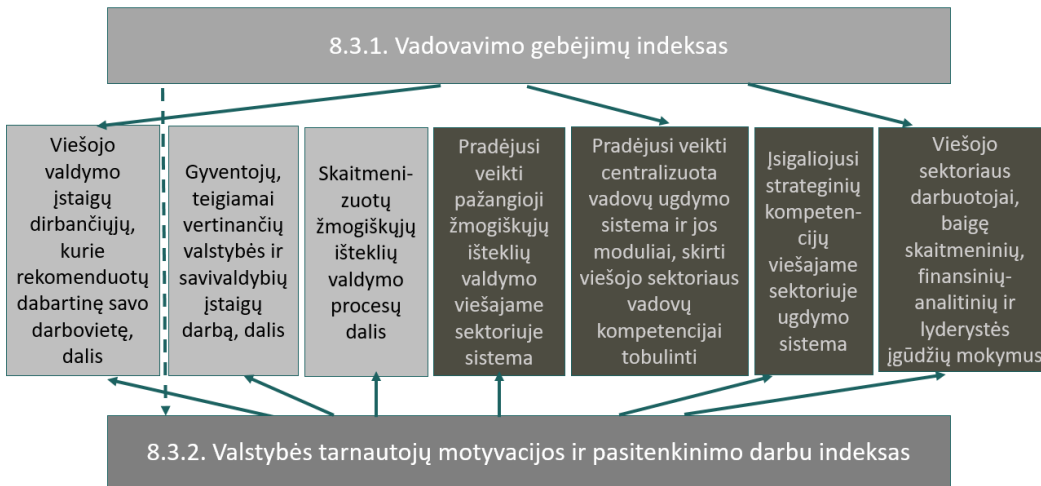 8.3.1. Vadovavimo gebėjimų indeksas
Viešojo
valdymo
įstaigų
dirbančiųjų,
kurie
rekomenduotų
dabartinę savo
darbovietę,
dalis
Gyventojų,
teigiamai
vertinančių
valstybės ir
savivaldybių
įstaigų
darbą, dalis
Skaitmeni-
zuotų
žmogiškųjų
išteklių
valdymo
procesų
dalis
Pradėjusi
veikti
pažangioji
žmogiškųjų
išteklių
valdymo
viešajame
sektoriuje
sistema
Pradėjusi veikti
centralizuota
vadovų ugdymo
sistema ir jos
moduliai, skirti
viešojo sektoriaus
vadovų
kompetencijai
tobulinti
Įsigaliojusi
strateginių
kompeten-
cijų
viešajame
sektoriuje
ugdymo
sistema
Viešojo
sektoriaus
darbuotojai,
baigę
skaitmeninių,
finansinių-
analitinių ir
lyderystės
įgūdžių mokymus
8.3.2. Valstybės tarnautojų motyvacijos ir pasitenkinimo darbu indeksas